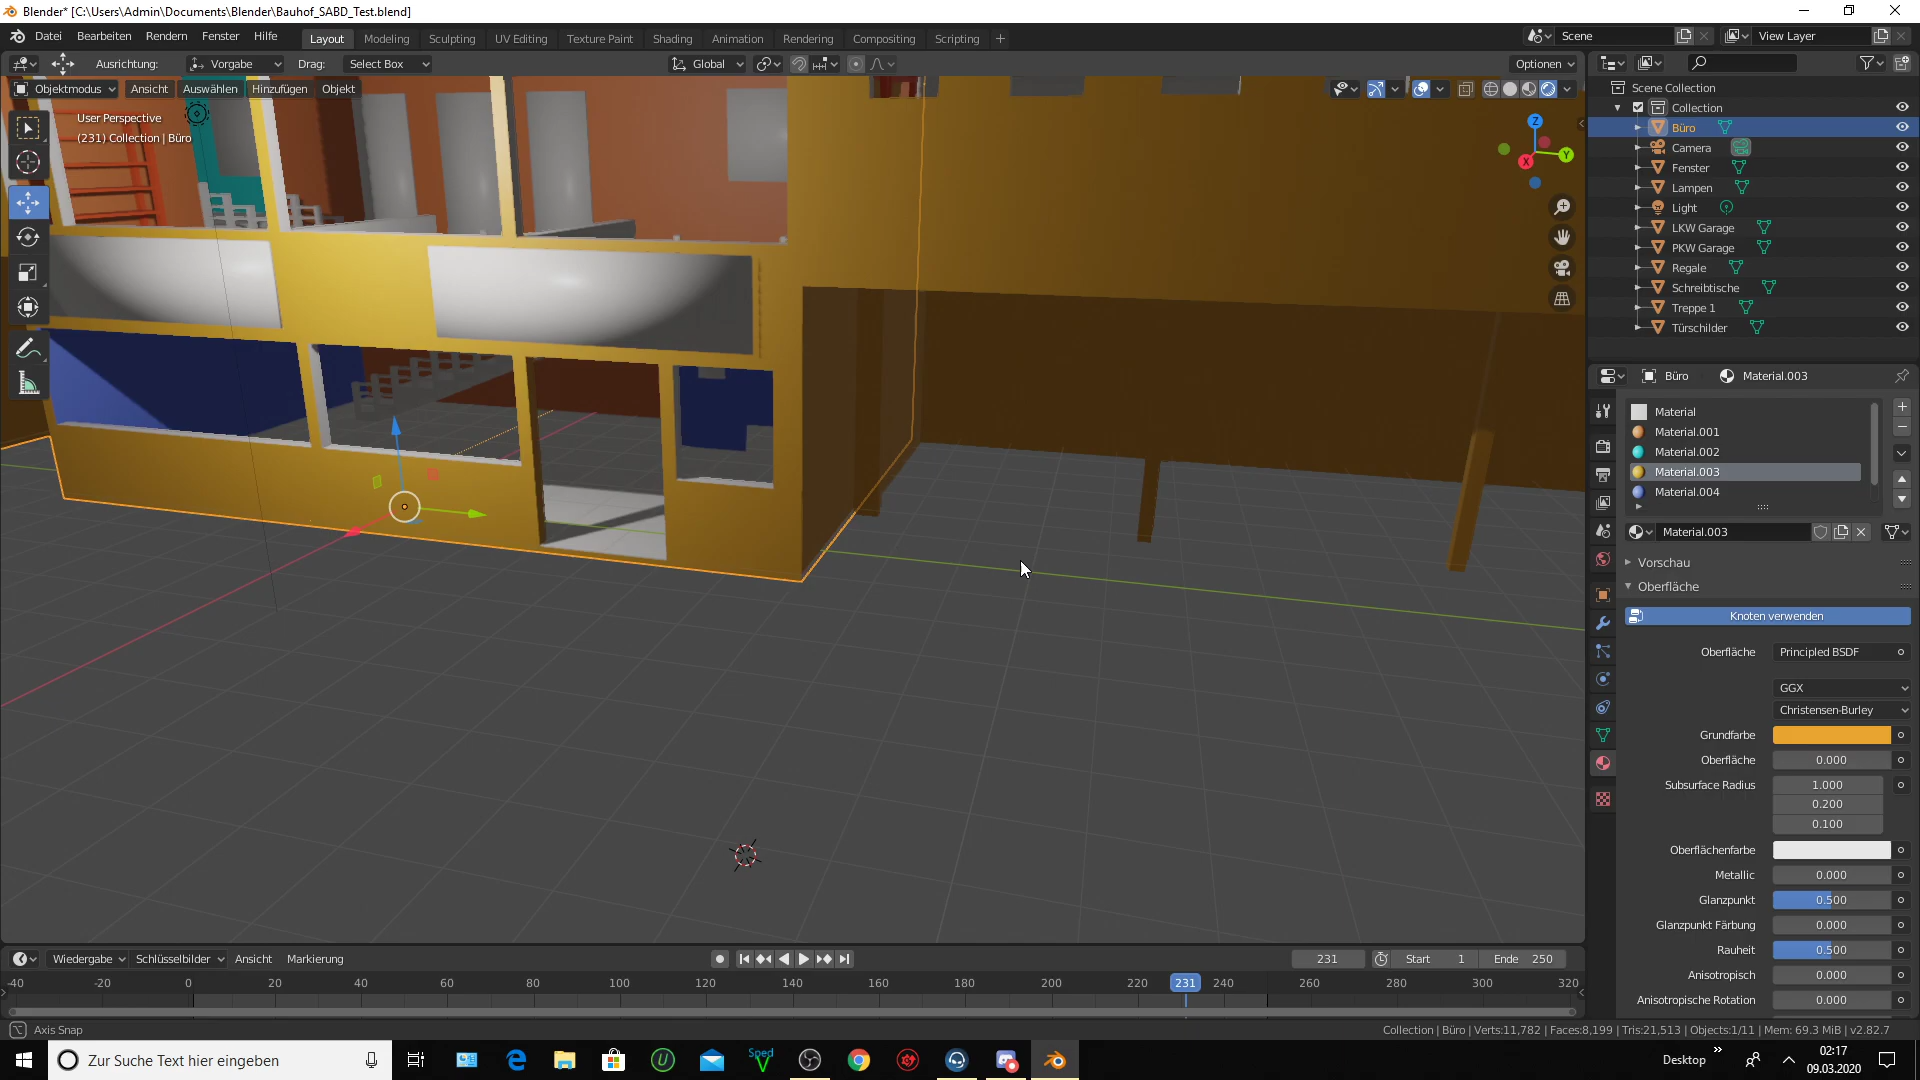 Blender* [C:\Users\Admin\Documents\Blender\Bauhof_SABD_Test.blend]
Datei Bearbeiten Rendern Fenster Hilfe Layout Modeling Sculpting UV Editing Texture Paint Shading Animation Rendering Compositing Scripting + Scene View Layer
Ausrichtung: Vorgabe Drag: Select Box Global Optionen
Objektmodus Ansicht Auswählen Hinzufügen Objekt
User Perspective
(231) Collection | Büro
Z
Y
X
Scene Collection
Collection
Büro
Camera
Fenster
Lampen
Light
LKW Garage
PKW Garage
Regale
Schreibtische
Treppe 1
Türschilder
Büro Material.003
Material
Material.001
Material.002
Material.003
Material.004
Material.003
Vorschau
Oberfläche
Knoten verwenden
Oberfläche Principled BSDF
GGX
Christensen-Burley
Grundfarbe
Oberfläche 0.000
Subsurface Radius 1.000
0.200
0.100
Oberflächenfarbe
Metallic 0.000
Glanzpunkt 0.500
Glanzpunkt Färbung 0.000
Rauheit 0.500
Anisotropisch 0.000
Anisotropische Rotation 0.000
Wiedergabe Schlüsselbilder Ansicht Markierung 231 Start 1 Ende 250
-40 -20 0 20 40 60 80 100 120 140 160 180 200 220 231 240 260 280 300 320
Axis Snap Collection | Büro | Verts:11,782 | Faces:8,199 | Tris:21,513 | Objects:1/11 | Mem: 69.3 MiB | v2.82.7
Zur Suche Text hier eingeben Sped V Desktop 02:17
09.03.2020